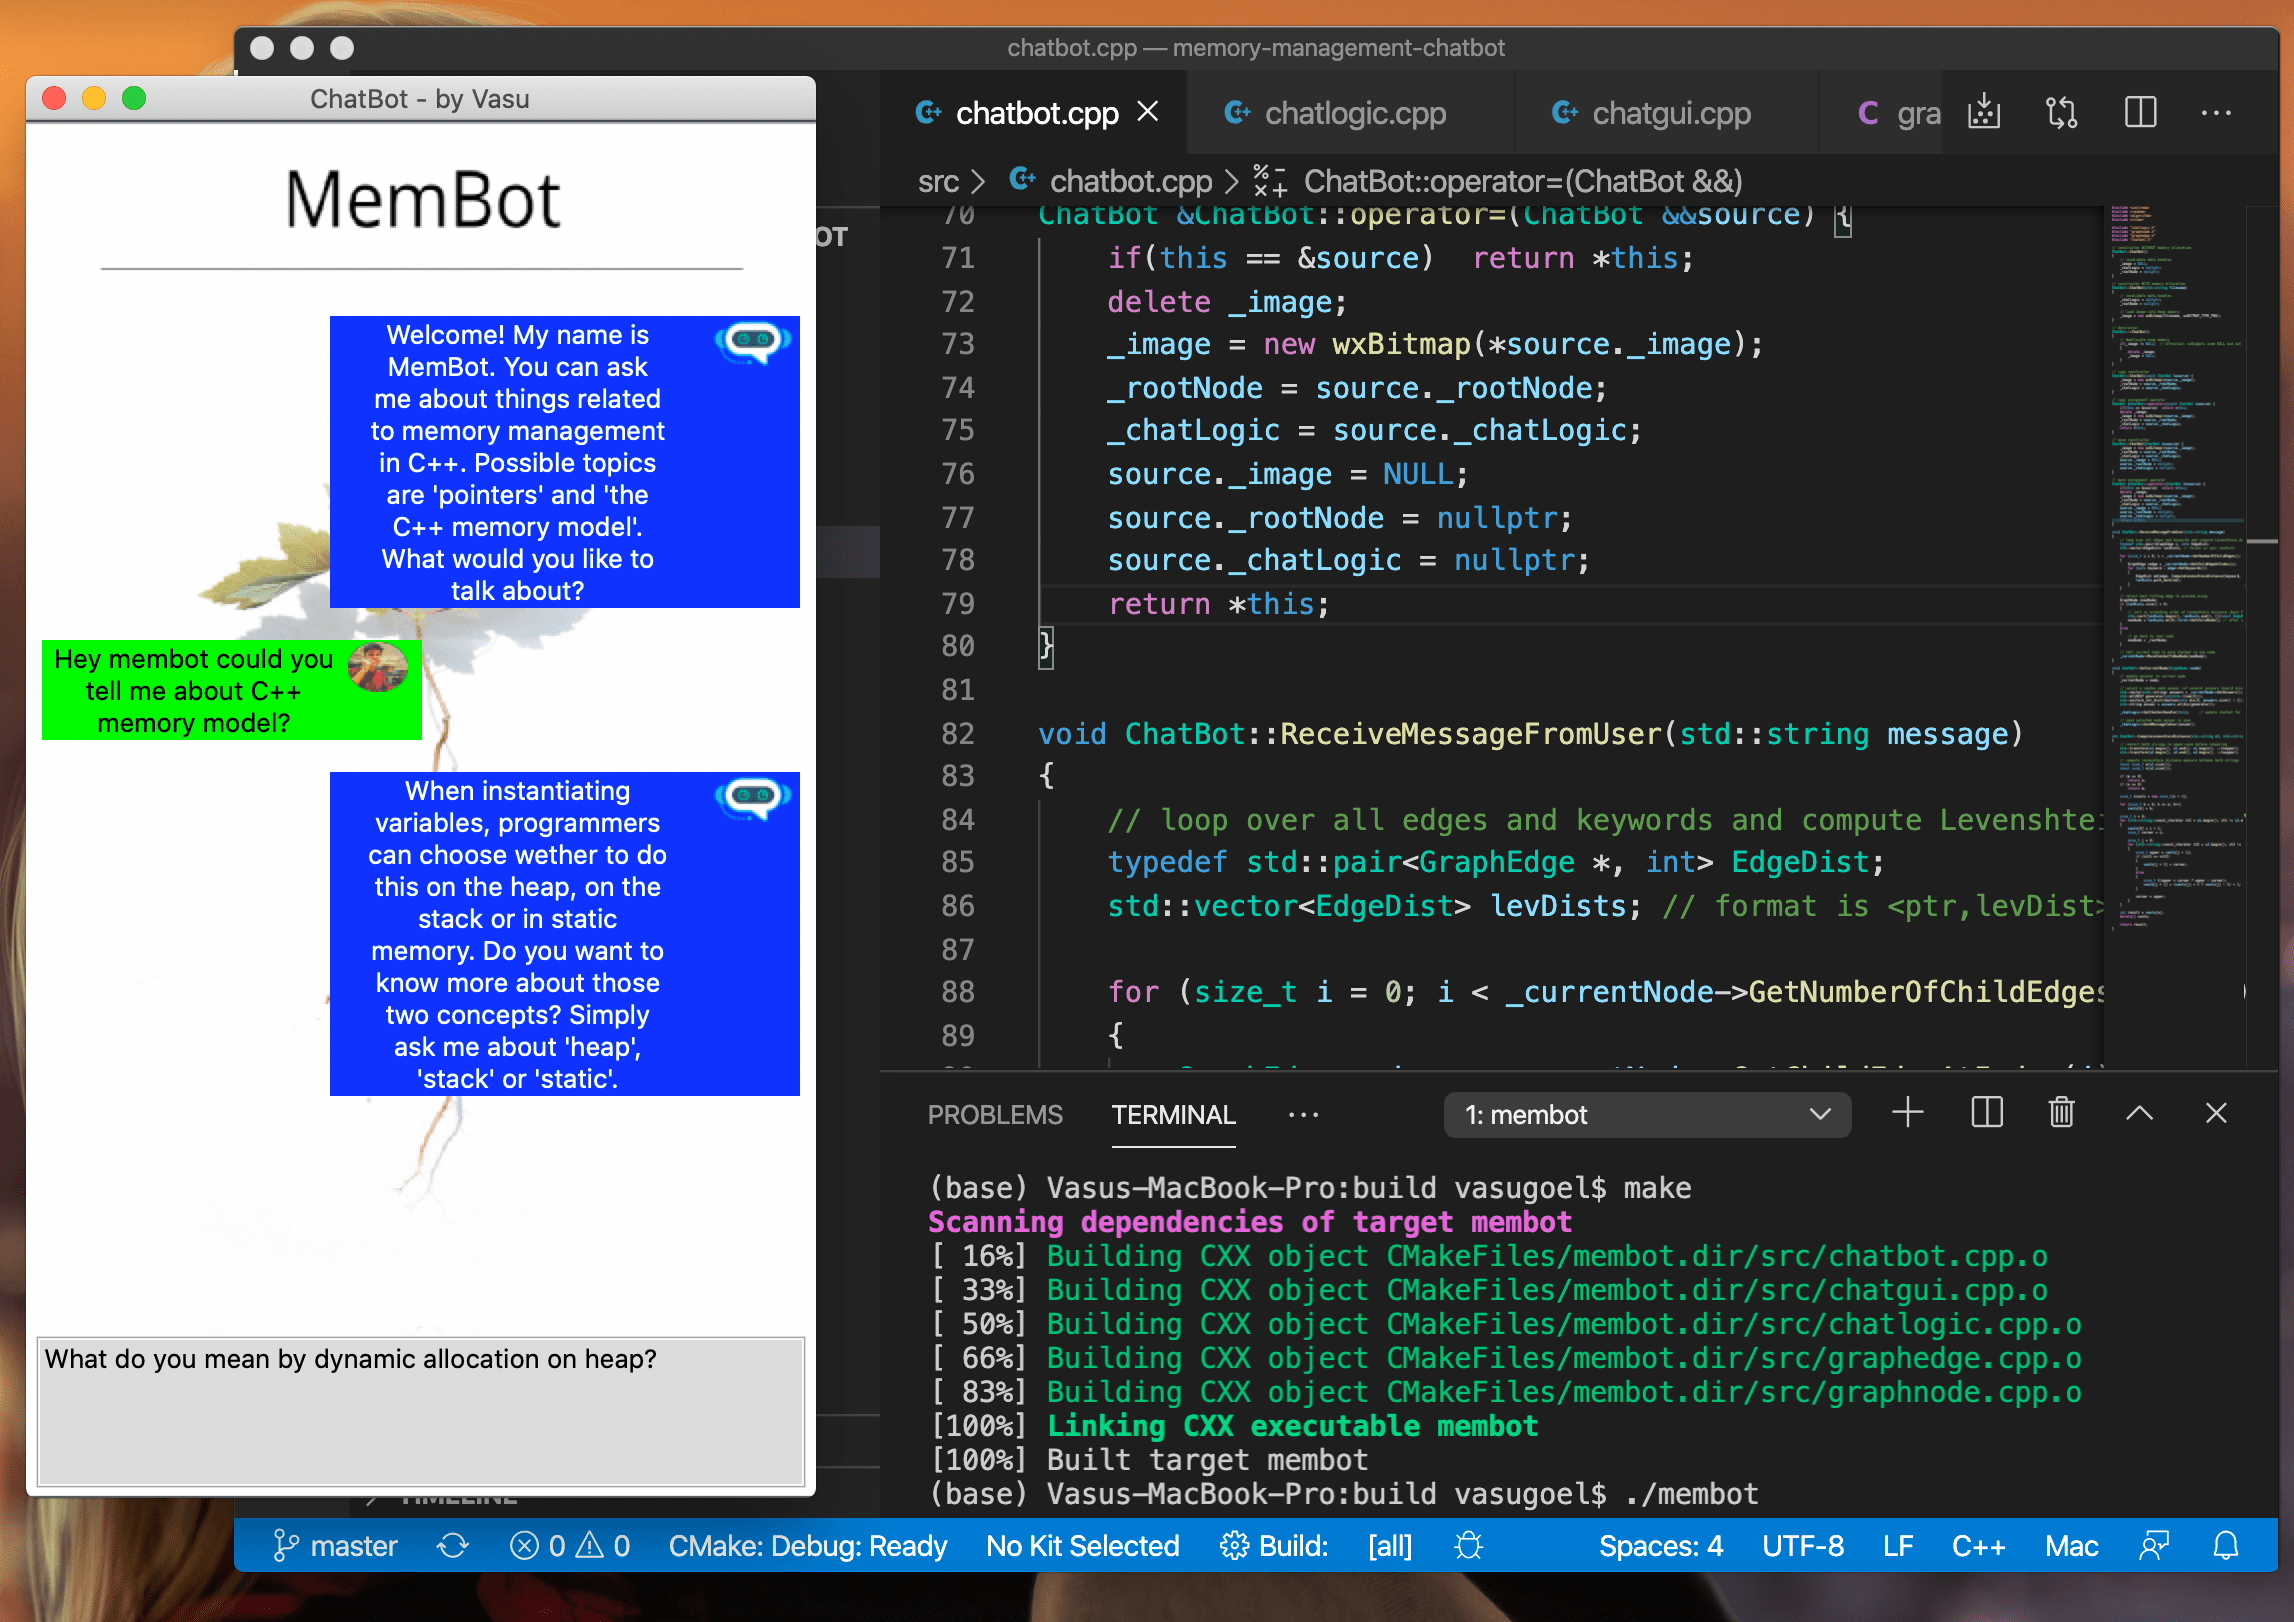 chatbot.cpp — memory-management-chatbot
ChatBot - by Vasu
MemBot
Welcome! My name is
MemBot. You can ask
me about things related
to memory management
in C++. Possible topics
are 'pointers' and 'the
C++ memory model'.
What would you like to
talk about?
Hey membot could you
tell me about C++
memory model?
When instantiating
variables, programmers
can choose wether to do
this on the heap, on the
stack or in static
memory. Do you want to
know more about those
two concepts? Simply
ask me about 'heap',
'stack' or 'static'.
What do you mean by dynamic allocation on heap?
OT
TIMELINE
chatbot.cpp
chatlogic.cpp
chatgui.cpp
C gra
src > chatbot.cpp > ChatBot::operator=(ChatBot &&)
70 ChatBot &ChatBot::operator=(ChatBot &&source) {
71 if(this == &source)  return *this;
72 delete _image;
73 _image = new wxBitmap(*source._image);
74 _rootNode = source._rootNode;
75 _chatLogic = source._chatLogic;
76 source._image = NULL;
77 source._rootNode = nullptr;
78 source._chatLogic = nullptr;
79 return *this;
80 }
81
82 void ChatBot::ReceiveMessageFromUser(std::string message)
83 {
84 // loop over all edges and keywords and compute Levenshtei
85 typedef std::pair<GraphEdge *, int> EdgeDist;
86 std::vector<EdgeDist> levDists; // format is <ptr,levDist>
87
88 for (size_t i = 0; i < _currentNode->GetNumberOfChildEdges
89 {
PROBLEMS TERMINAL ··· 1: membot
(base) Vasus-MacBook-Pro:build vasugoel$ make
Scanning dependencies of target membot
[ 16%] Building CXX object CMakeFiles/membot.dir/src/chatbot.cpp.o
[ 33%] Building CXX object CMakeFiles/membot.dir/src/chatgui.cpp.o
[ 50%] Building CXX object CMakeFiles/membot.dir/src/chatlogic.cpp.o
[ 66%] Building CXX object CMakeFiles/membot.dir/src/graphedge.cpp.o
[ 83%] Building CXX object CMakeFiles/membot.dir/src/graphnode.cpp.o
[100%] Linking CXX executable membot
[100%] Built target membot
(base) Vasus-MacBook-Pro:build vasugoel$ ./membot
master 0 0 CMake: Debug: Ready No Kit Selected Build: [all] Spaces: 4 UTF-8 LF C++ Mac